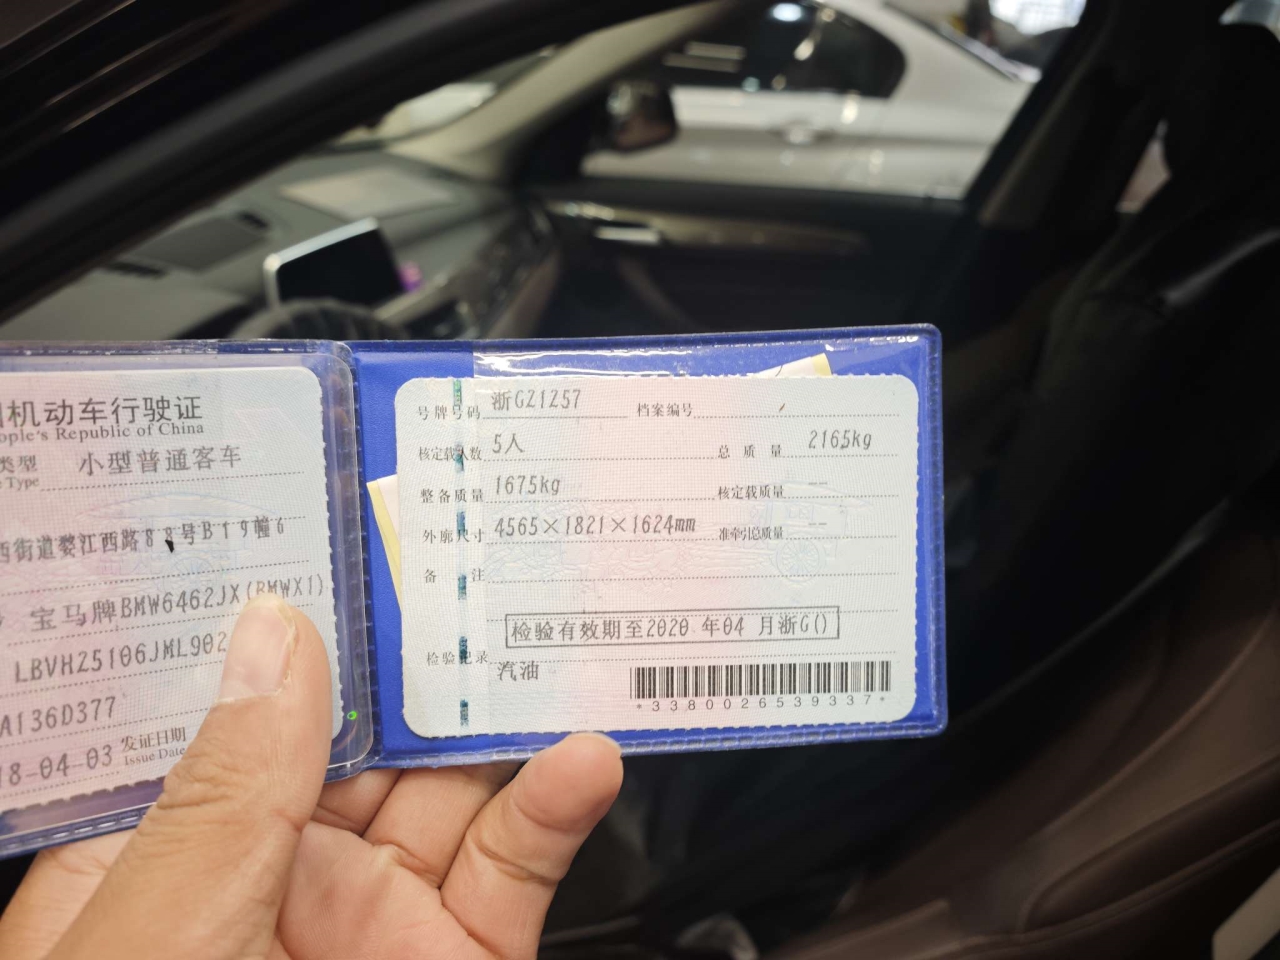 机动车行驶证
ople's Republic of China
类型 小型普通客车
Type
西街道婺江西路88号B19幢6
宝马牌BMW6462JX(BMWX1)
LBVHZ5106JML902
A136D377
18-04-03 发证日期
Issue Date
号牌号码 浙G21257 档案编号
核定载人数 5人 总质量 2165kg
整备质量 1675kg 核定载质量 --
外廓尺寸 4565×1821×1624mm 准牵引总质量 --
备注
检验有效期至2020年04月浙G()
检验记录
汽油
*3380026539337*